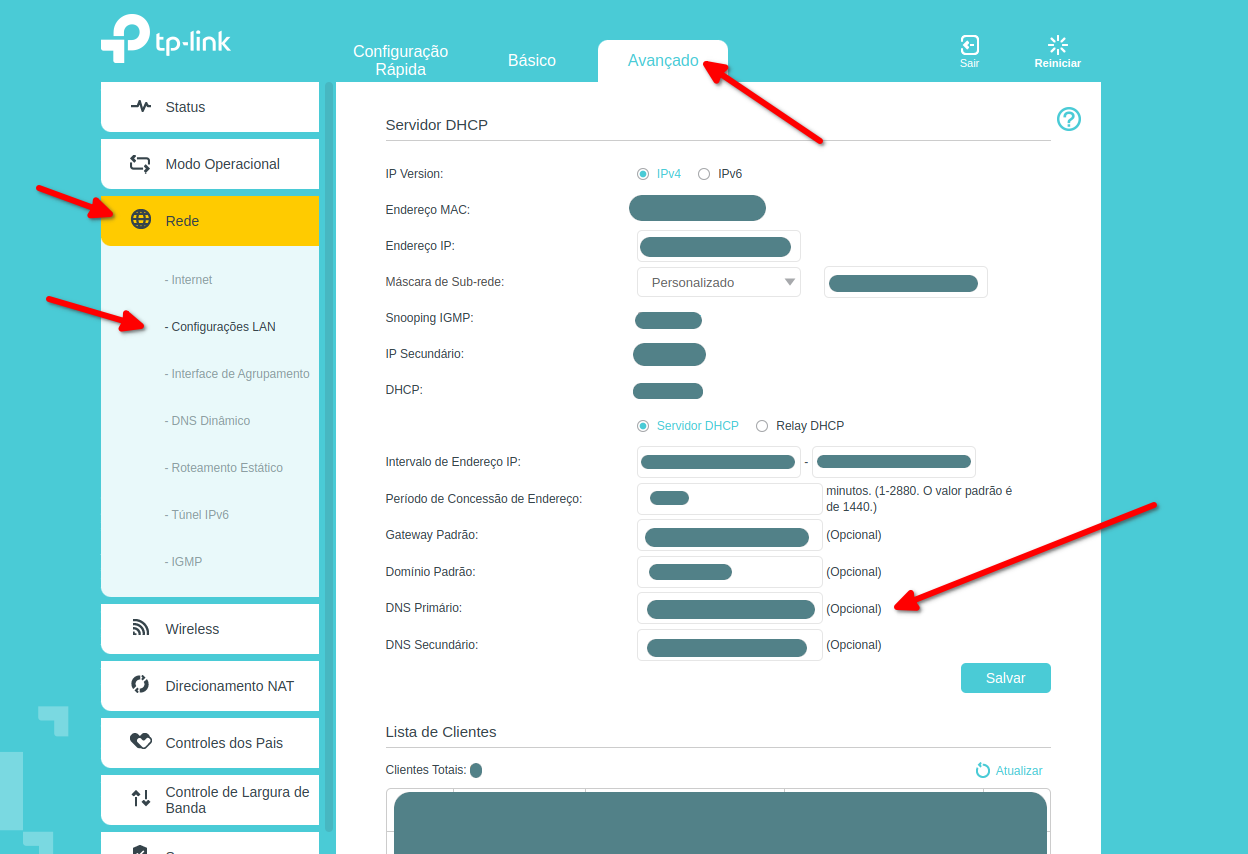 tp-link
Configuração
Rápida
Básico
Avançado
Sair
Reiniciar
Status
Modo Operacional
Rede
- Internet
- Configurações LAN
- Interface de Agrupamento
- DNS Dinâmico
- Roteamento Estático
- Túnel IPv6
- IGMP
Wireless
Direcionamento NAT
Controles dos Pais
Controle de Largura de
Banda
Servidor DHCP
IP Version: IPv4 IPv6
Endereço MAC:
Endereço IP:
Máscara de Sub-rede: Personalizado
Snooping IGMP:
IP Secundário:
DHCP:
Servidor DHCP Relay DHCP
Intervalo de Endereço IP: -
Período de Concessão de Endereço: minutos. (1-2880. O valor padrão é
de 1440.)
Gateway Padrão: (Opcional)
Domínio Padrão: (Opcional)
DNS Primário: (Opcional)
DNS Secundário: (Opcional)
Salvar
Lista de Clientes
Clientes Totais:
Atualizar